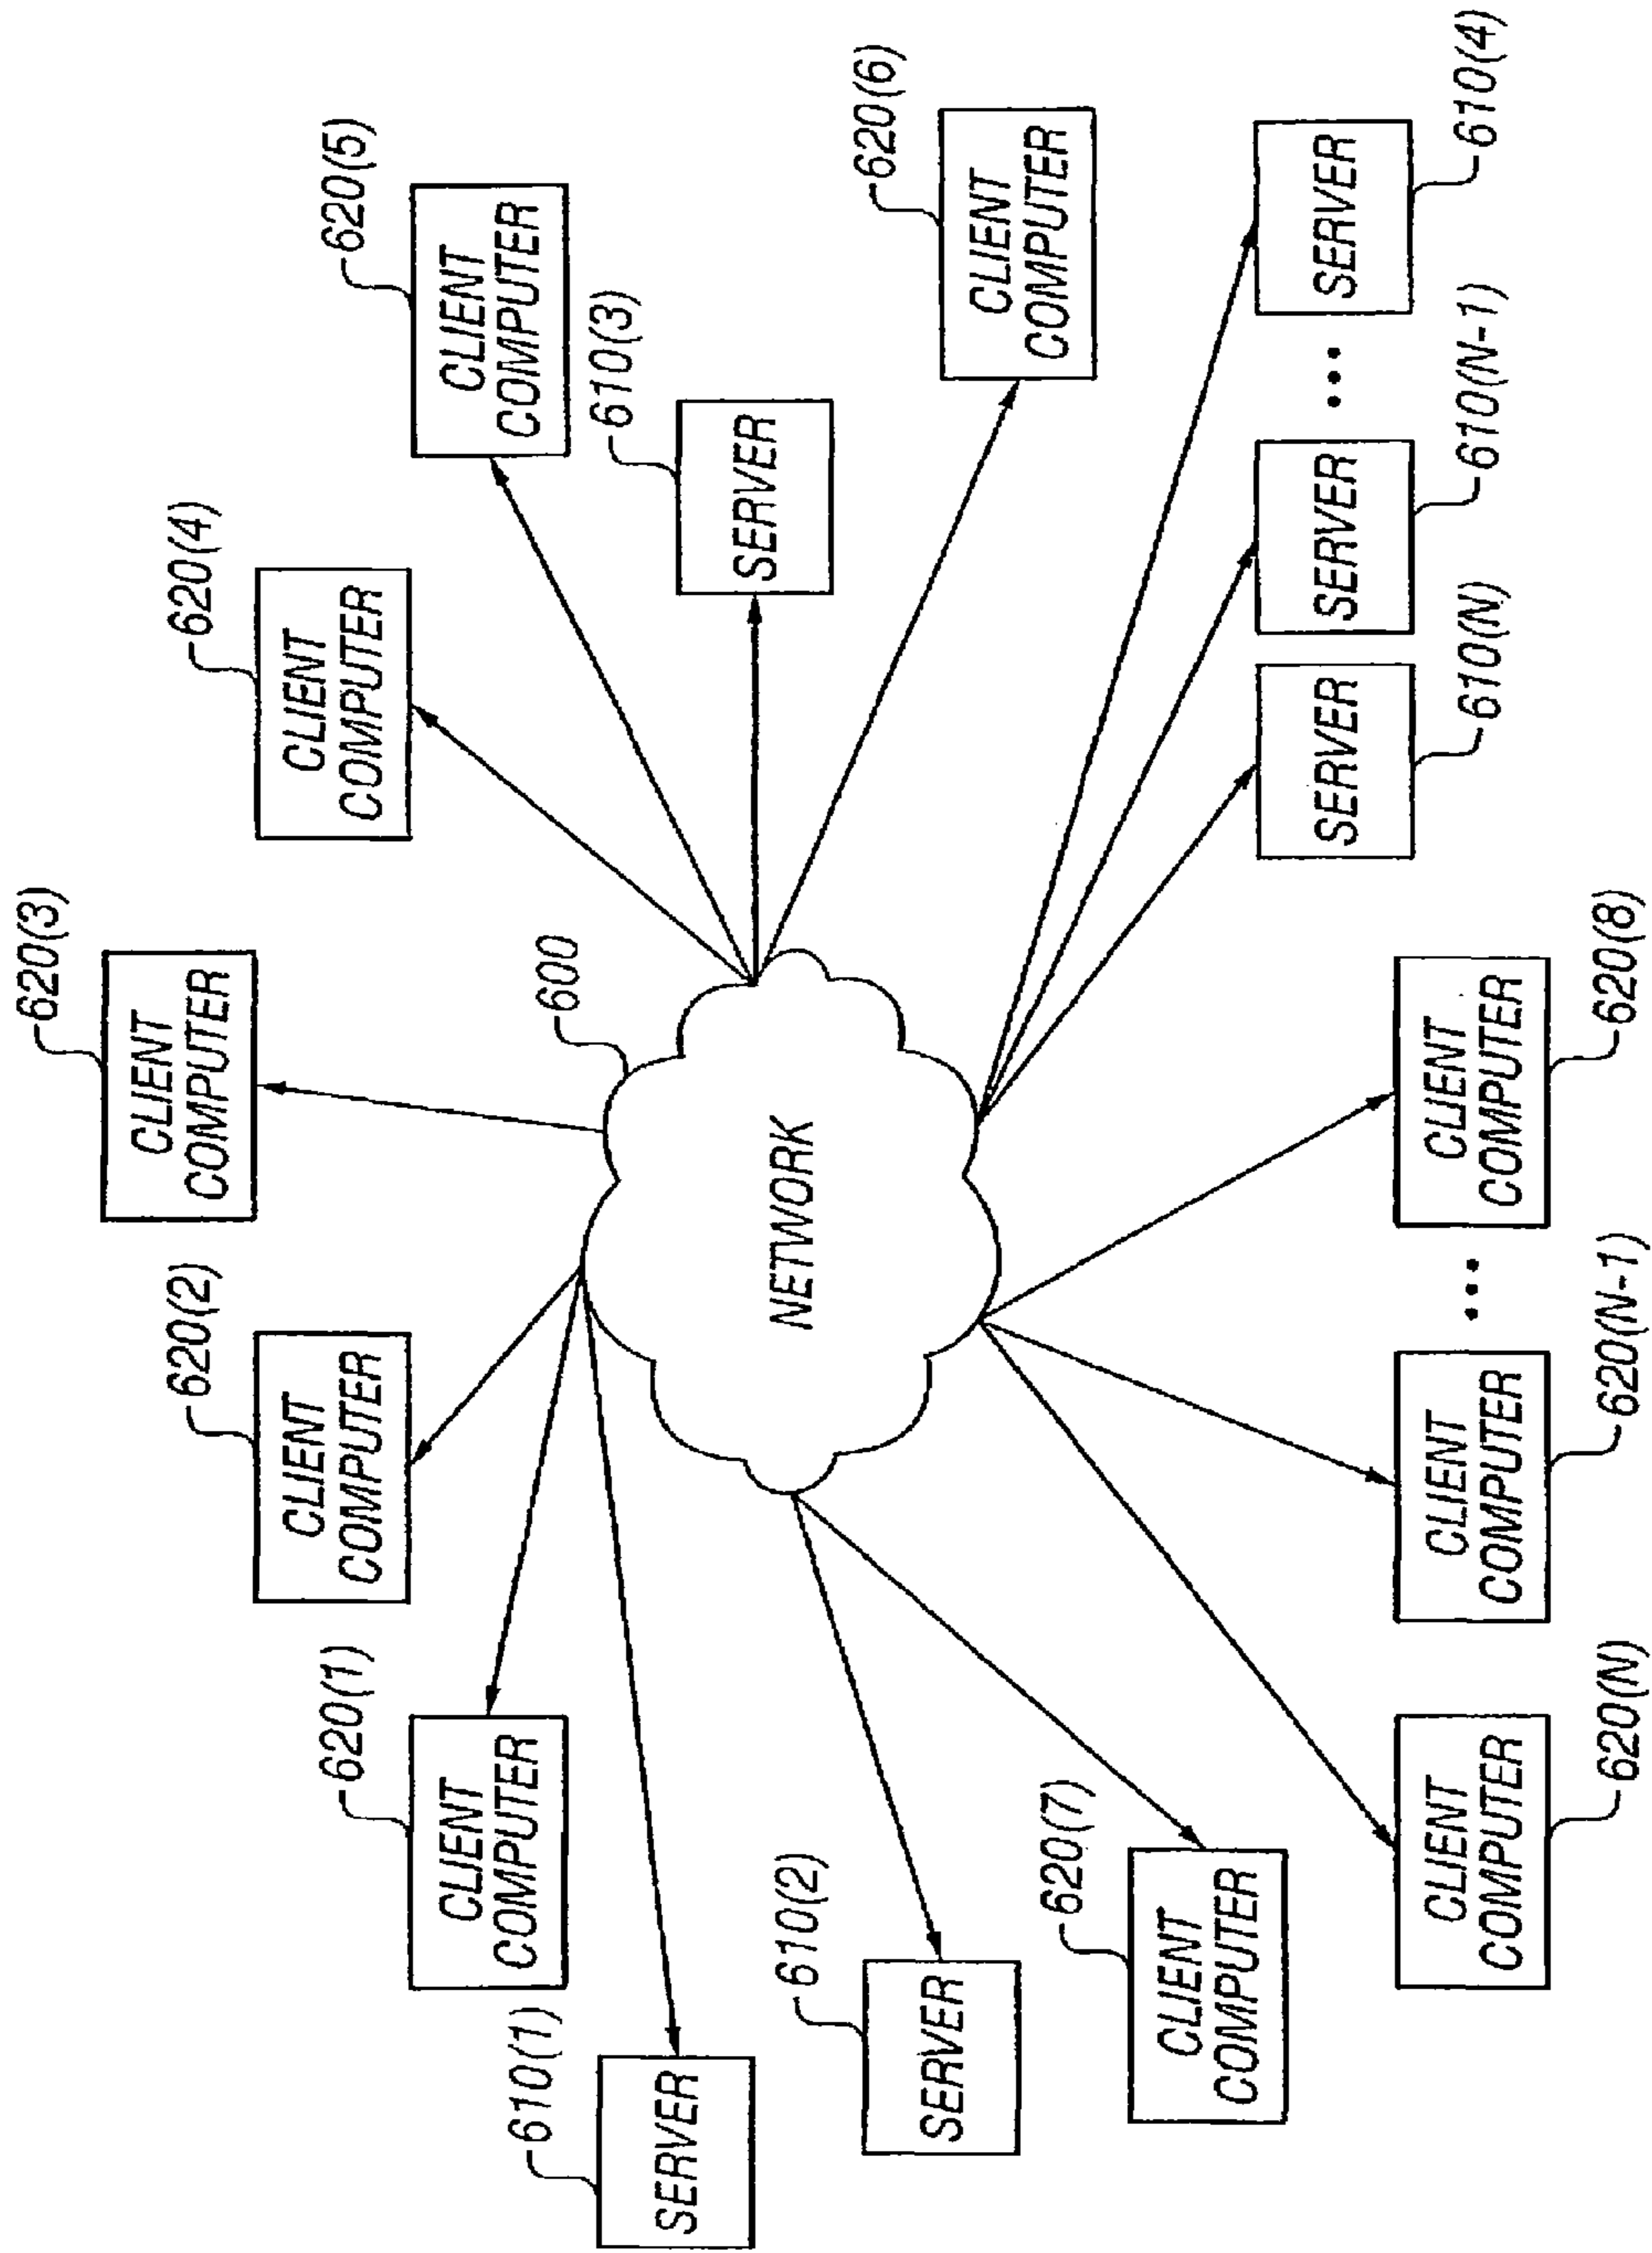 620(3)
CLIENT
COMPUTER
620(2)
CLIENT
COMPUTER
620(4)
CLIENT
COMPUTER
620(1)
CLIENT
COMPUTER
620(5)
CLIENT
COMPUTER
600
NETWORK
610(1)
SERVER
610(3)
SERVER
610(2)
SERVER
620(6)
CLIENT
COMPUTER
620(7)
CLIENT
COMPUTER
SERVER
610(N)
SERVER
610(N-1)
...
SERVER
610(4)
CLIENT
COMPUTER
620(N)
CLIENT
COMPUTER
620(N-1)
...
CLIENT
COMPUTER
620(8)